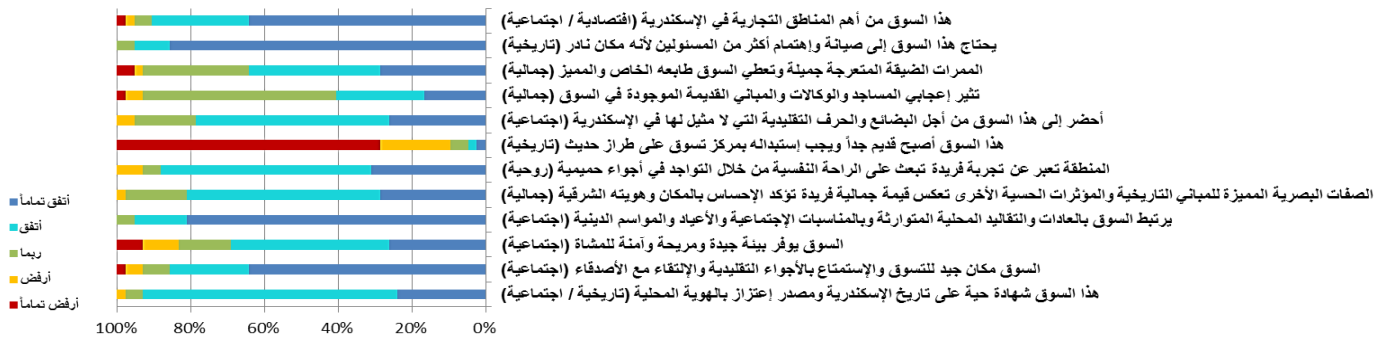 هذا السوق من أهم المناطق التجارية في الإسكندرية (اقتصادية / اجتماعية)
يحتاج هذا السوق إلى صيانة وإهتمام أكثر من المسئولين لأنه مكان نادر (تاريخية)
الممرات الضيقة المتعرجة جميلة وتعطي السوق طابعه الخاص والمميز (جمالية)
تثير إعجابي المساجد والوكالات والمباني القديمة الموجودة في السوق (جمالية)
أحضر إلى هذا السوق من أجل البضائع والحرف التقليدية التي لا مثيل لها في الإسكندرية (اجتماعية)
هذا السوق أصبح قديم جداً ويجب إستبداله بمركز تسوق على طراز حديث (تاريخية)
المنطقة تعبر عن تجربة فريدة تبعث على الراحة النفسية من خلال التواجد في أجواء حميمية (روحية)
الصفات البصرية المميزة للمباني التاريخية والمؤثرات الحسية الأخرى تعكس قيمة جمالية فريدة تؤكد الإحساس بالمكان وهويته الشرقية (جمالية)
يرتبط السوق بالعادات والتقاليد المحلية المتوارثة وبالمناسبات الإجتماعية والأعياد والمواسم الدينية (اجتماعية)
السوق يوفر بيئة جيدة ومريحة وآمنة للمشاة (اجتماعية)
السوق مكان جيد للتسوق والإستمتاع بالأجواء التقليدية والإلتقاء مع الأصدقاء (اجتماعية)
هذا السوق شهادة حية على تاريخ الإسكندرية ومصدر إعتزاز بالهوية المحلية (تاريخية / اجتماعية)
أتفق تماماً
أتفق
ربما
أرفض
أرفض تماماً
100% 80% 60% 40% 20% 0%